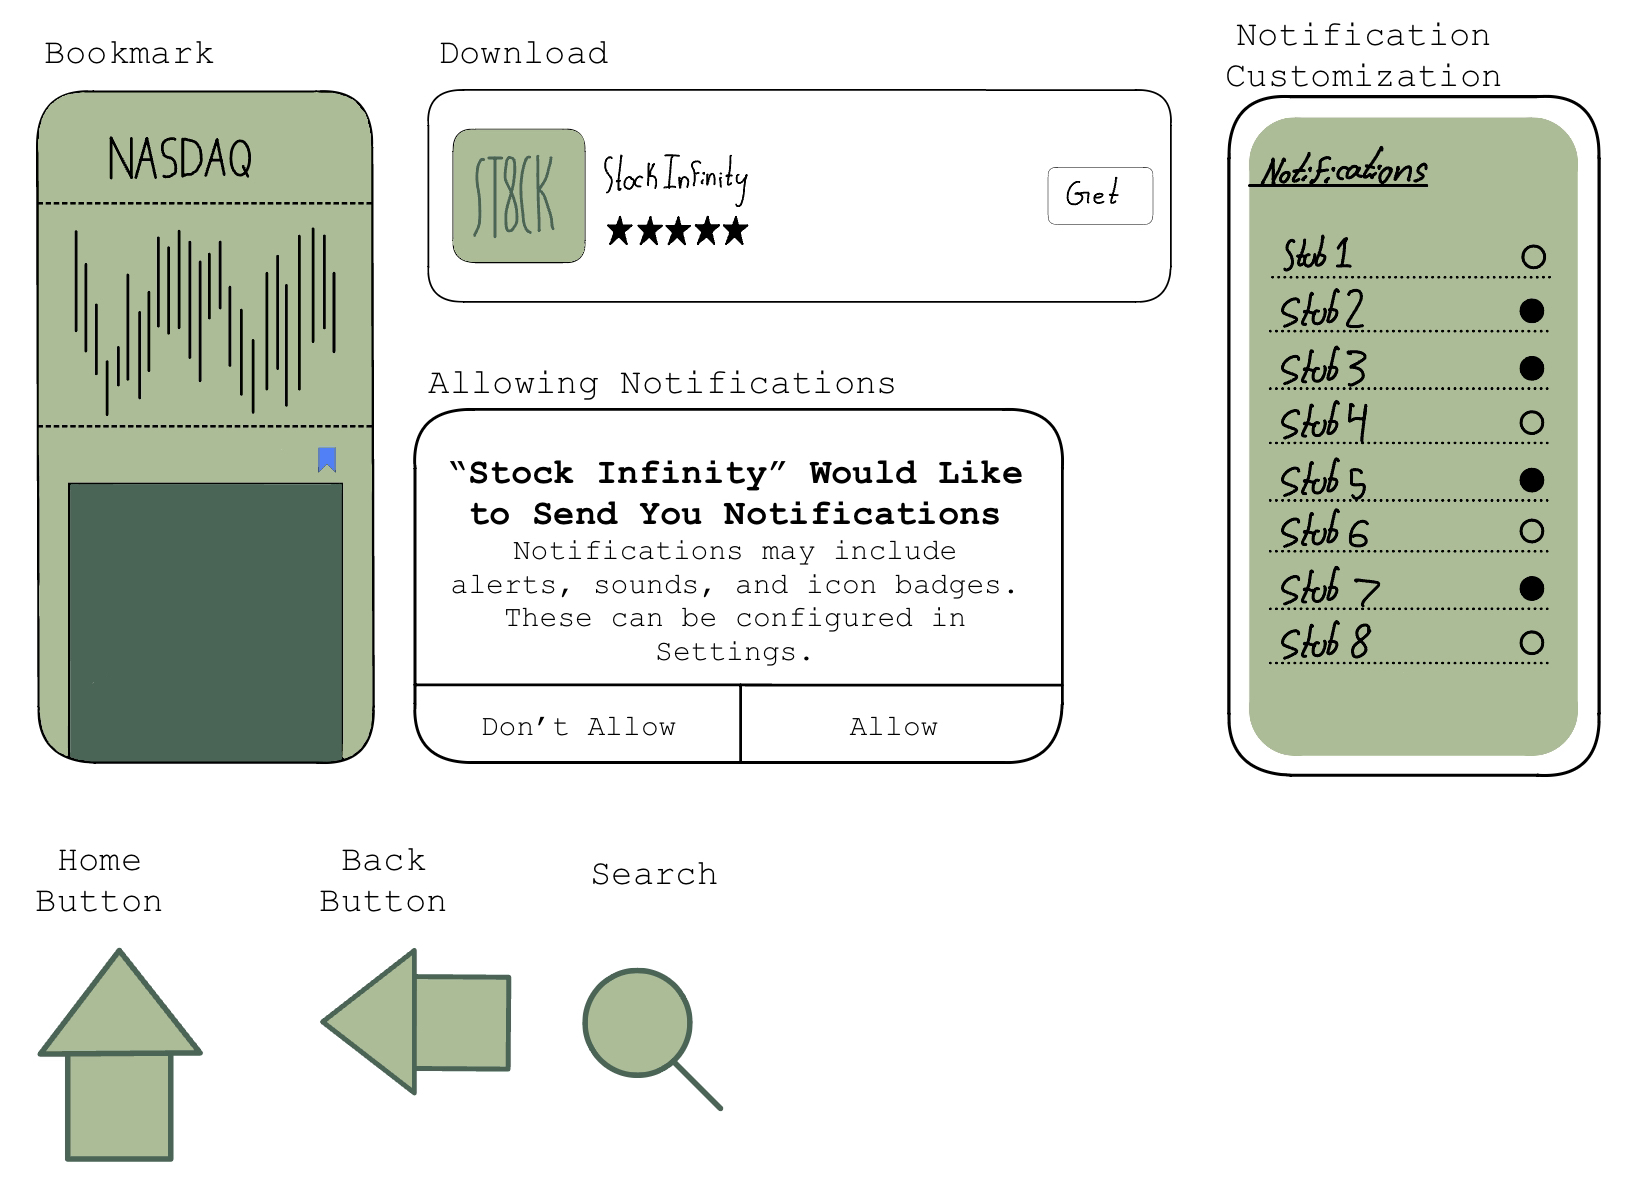 Bookmark
NASDAQ
Download
ST8CK
Stock Infinity
Get
Allowing Notifications
“Stock Infinity” Would Like
to Send You Notifications
Notifications may include
alerts, sounds, and icon badges.
These can be configured in
Settings.
Don’t Allow
Allow
Notification
Customization
Notifications
Stub 1
Stub 2
Stub 3
Stub 4
Stub 5
Stub 6
Stub 7
Stub 8
Home
Button
Back
Button
Search